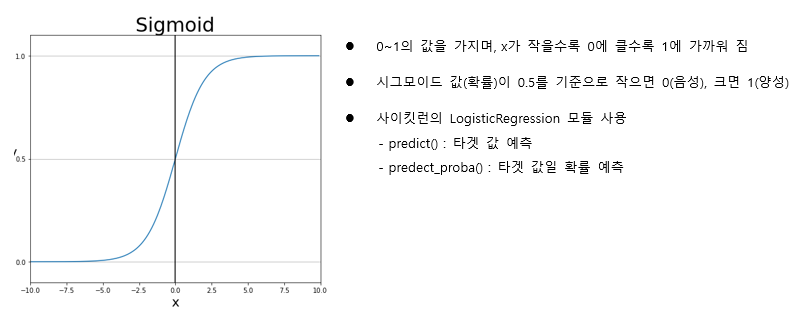 Sigmoid
1.0
0.5
0.0
-10.0 -7.5 -5.0 -2.5 0.0 2.5 5.0 7.5 10.0
x
● 0~1의 값을 가지며, x가 작을수록 0에 클수록 1에 가까워 짐
● 시그모이드 값(확률)이 0.5를 기준으로 작으면 0(음성), 크면 1(양성)
● 사이킷런의 LogisticRegression 모듈 사용
- predict() : 타겟 값 예측
- predect_proba() : 타겟 값일 확률 예측